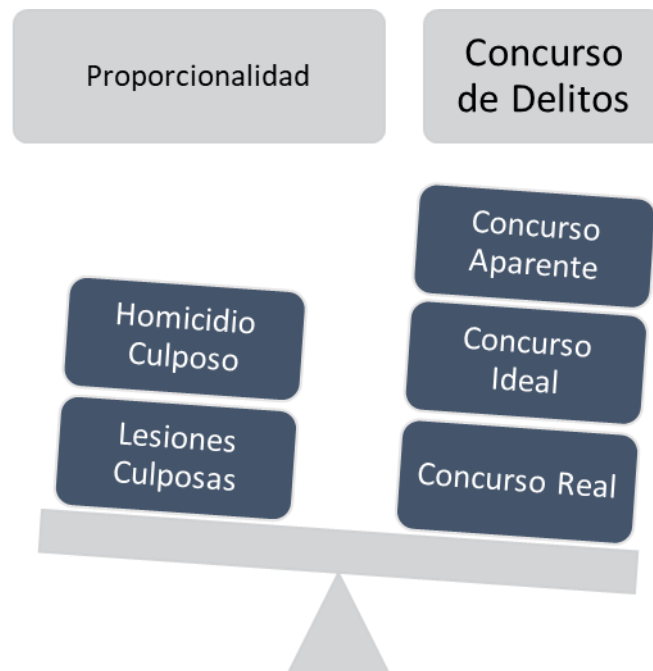 Proporcionalidad
Concurso
de Delitos
Concurso
Aparente
Homicidio
Culposo
Concurso
Ideal
Lesiones
Culposas
Concurso Real